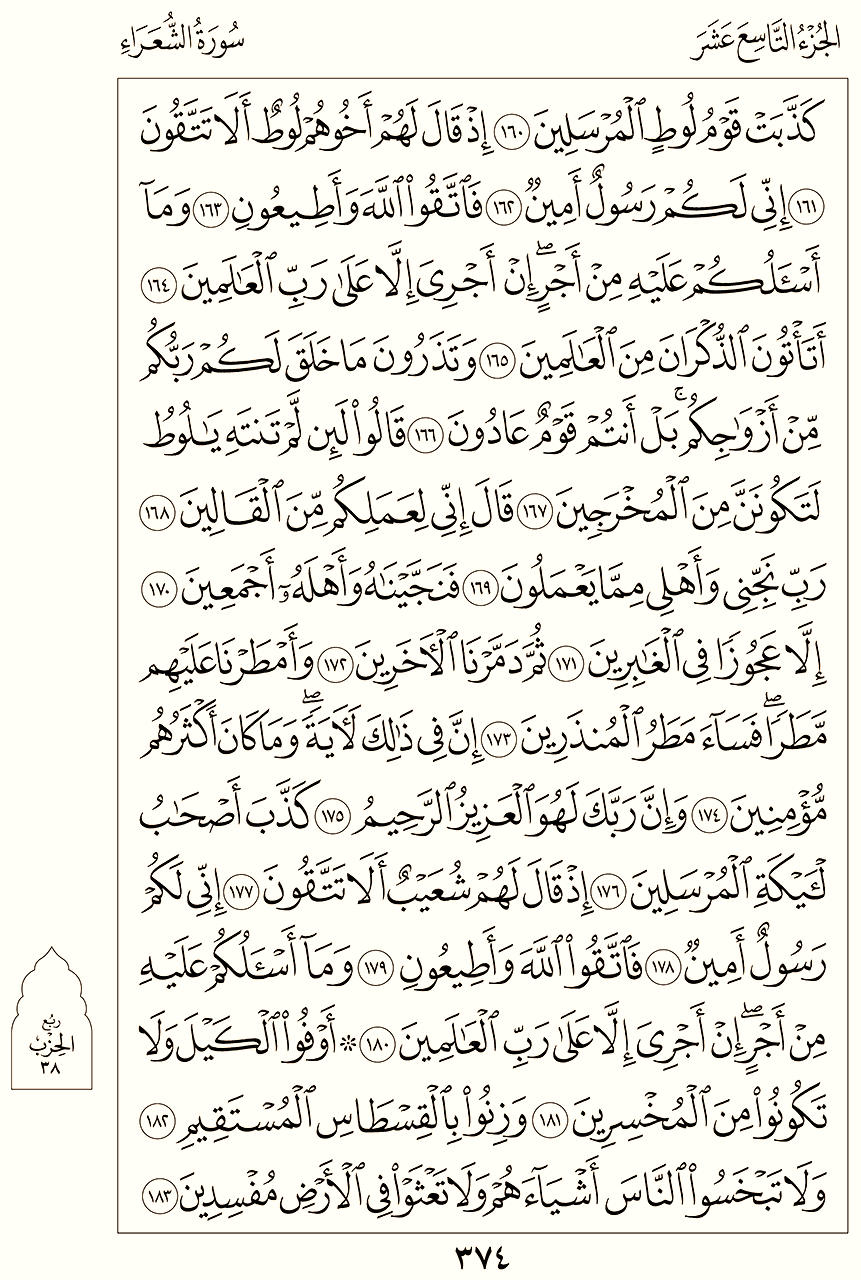 الجُزْءُ التَّاسِعَ عَشَرَ
سُورَةُ الشُّعَرَاءِ
كَذَّبَتْ قَوْمُ لُوطٍ ٱلْمُرْسَلِينَ ١٦٠ إِذْ قَالَ لَهُمْ أَخُوهُمْ لُوطٌ أَلَا تَتَّقُونَ
١٦١ إِنِّي لَكُمْ رَسُولٌ أَمِينٌ ١٦٢ فَٱتَّقُوا۟ ٱللَّهَ وَأَطِيعُونِ ١٦٣ وَمَآ
أَسْـَٔلُكُمْ عَلَيْهِ مِنْ أَجْرٍ ۖ إِنْ أَجْرِىَ إِلَّا عَلَىٰ رَبِّ ٱلْعَـٰلَمِينَ ١٦٤
أَتَأْتُونَ ٱلذُّكْرَانَ مِنَ ٱلْعَـٰلَمِينَ ١٦٥ وَتَذَرُونَ مَا خَلَقَ لَكُمْ رَبُّكُم
مِّنْ أَزْوَٰجِكُم ۚ بَلْ أَنتُمْ قَوْمٌ عَادُونَ ١٦٦ قَالُوا۟ لَئِن لَّمْ تَنتَهِ يَـٰلُوطُ
لَتَكُونَنَّ مِنَ ٱلْمُخْرَجِينَ ١٦٧ قَالَ إِنِّي لِعَمَلِكُم مِّنَ ٱلْقَالِينَ ١٦٨
رَبِّ نَجِّنِى وَأَهْلِى مِمَّا يَعْمَلُونَ ١٦٩ فَنَجَّيْنَـٰهُ وَأَهْلَهُۥٓ أَجْمَعِينَ ١٧٠
إِلَّا عَجُوزًا فِى ٱلْغَـٰبِرِينَ ١٧١ ثُمَّ دَمَّرْنَا ٱلْـَٔاخَرِينَ ١٧٢ وَأَمْطَرْنَا عَلَيْهِم
مَّطَرًا ۖ فَسَآءَ مَطَرُ ٱلْمُنذَرِينَ ١٧٣ إِنَّ فِى ذَٰلِكَ لَـَٔايَةً ۖ وَمَا كَانَ أَكْثَرُهُم
مُّؤْمِنِينَ ١٧٤ وَإِنَّ رَبَّكَ لَهُوَ ٱلْعَزِيزُ ٱلرَّحِيمُ ١٧٥ كَذَّبَ أَصْحَـٰبُ
لْـَٔيْكَةِ ٱلْمُرْسَلِينَ ١٧٦ إِذْ قَالَ لَهُمْ شُعَيْبٌ أَلَا تَتَّقُونَ ١٧٧ إِنِّي لَكُمْ
رَسُولٌ أَمِينٌ ١٧٨ فَٱتَّقُوا۟ ٱللَّهَ وَأَطِيعُونِ ١٧٩ وَمَآ أَسْـَٔلُكُمْ عَلَيْهِ
مِنْ أَجْرٍ ۖ إِنْ أَجْرِىَ إِلَّا عَلَىٰ رَبِّ ٱلْعَـٰلَمِينَ ١٨٠ * أَوْفُوا۟ ٱلْكَيْلَ وَلَا
تَكُونُوا۟ مِنَ ٱلْمُخْسِرِينَ ١٨١ وَزِنُوا۟ بِٱلْقِسْطَاسِ ٱلْمُسْتَقِيمِ ١٨٢
وَلَا تَبْخَسُوا۟ ٱلنَّاسَ أَشْيَآءَهُمْ وَلَا تَعْثَوْا۟ فِى ٱلْأَرْضِ مُفْسِدِينَ ١٨٣
رُبْع
الحِزْب
٣٨
٣٧٤